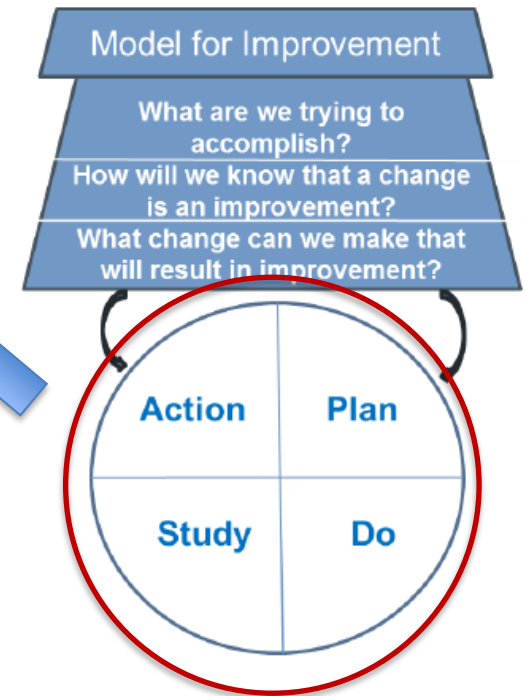 Model for Improvement
What are we trying to
accomplish?
How will we know that a change
is an improvement?
What change can we make that
will result in improvement?
Action
Plan
Study
Do